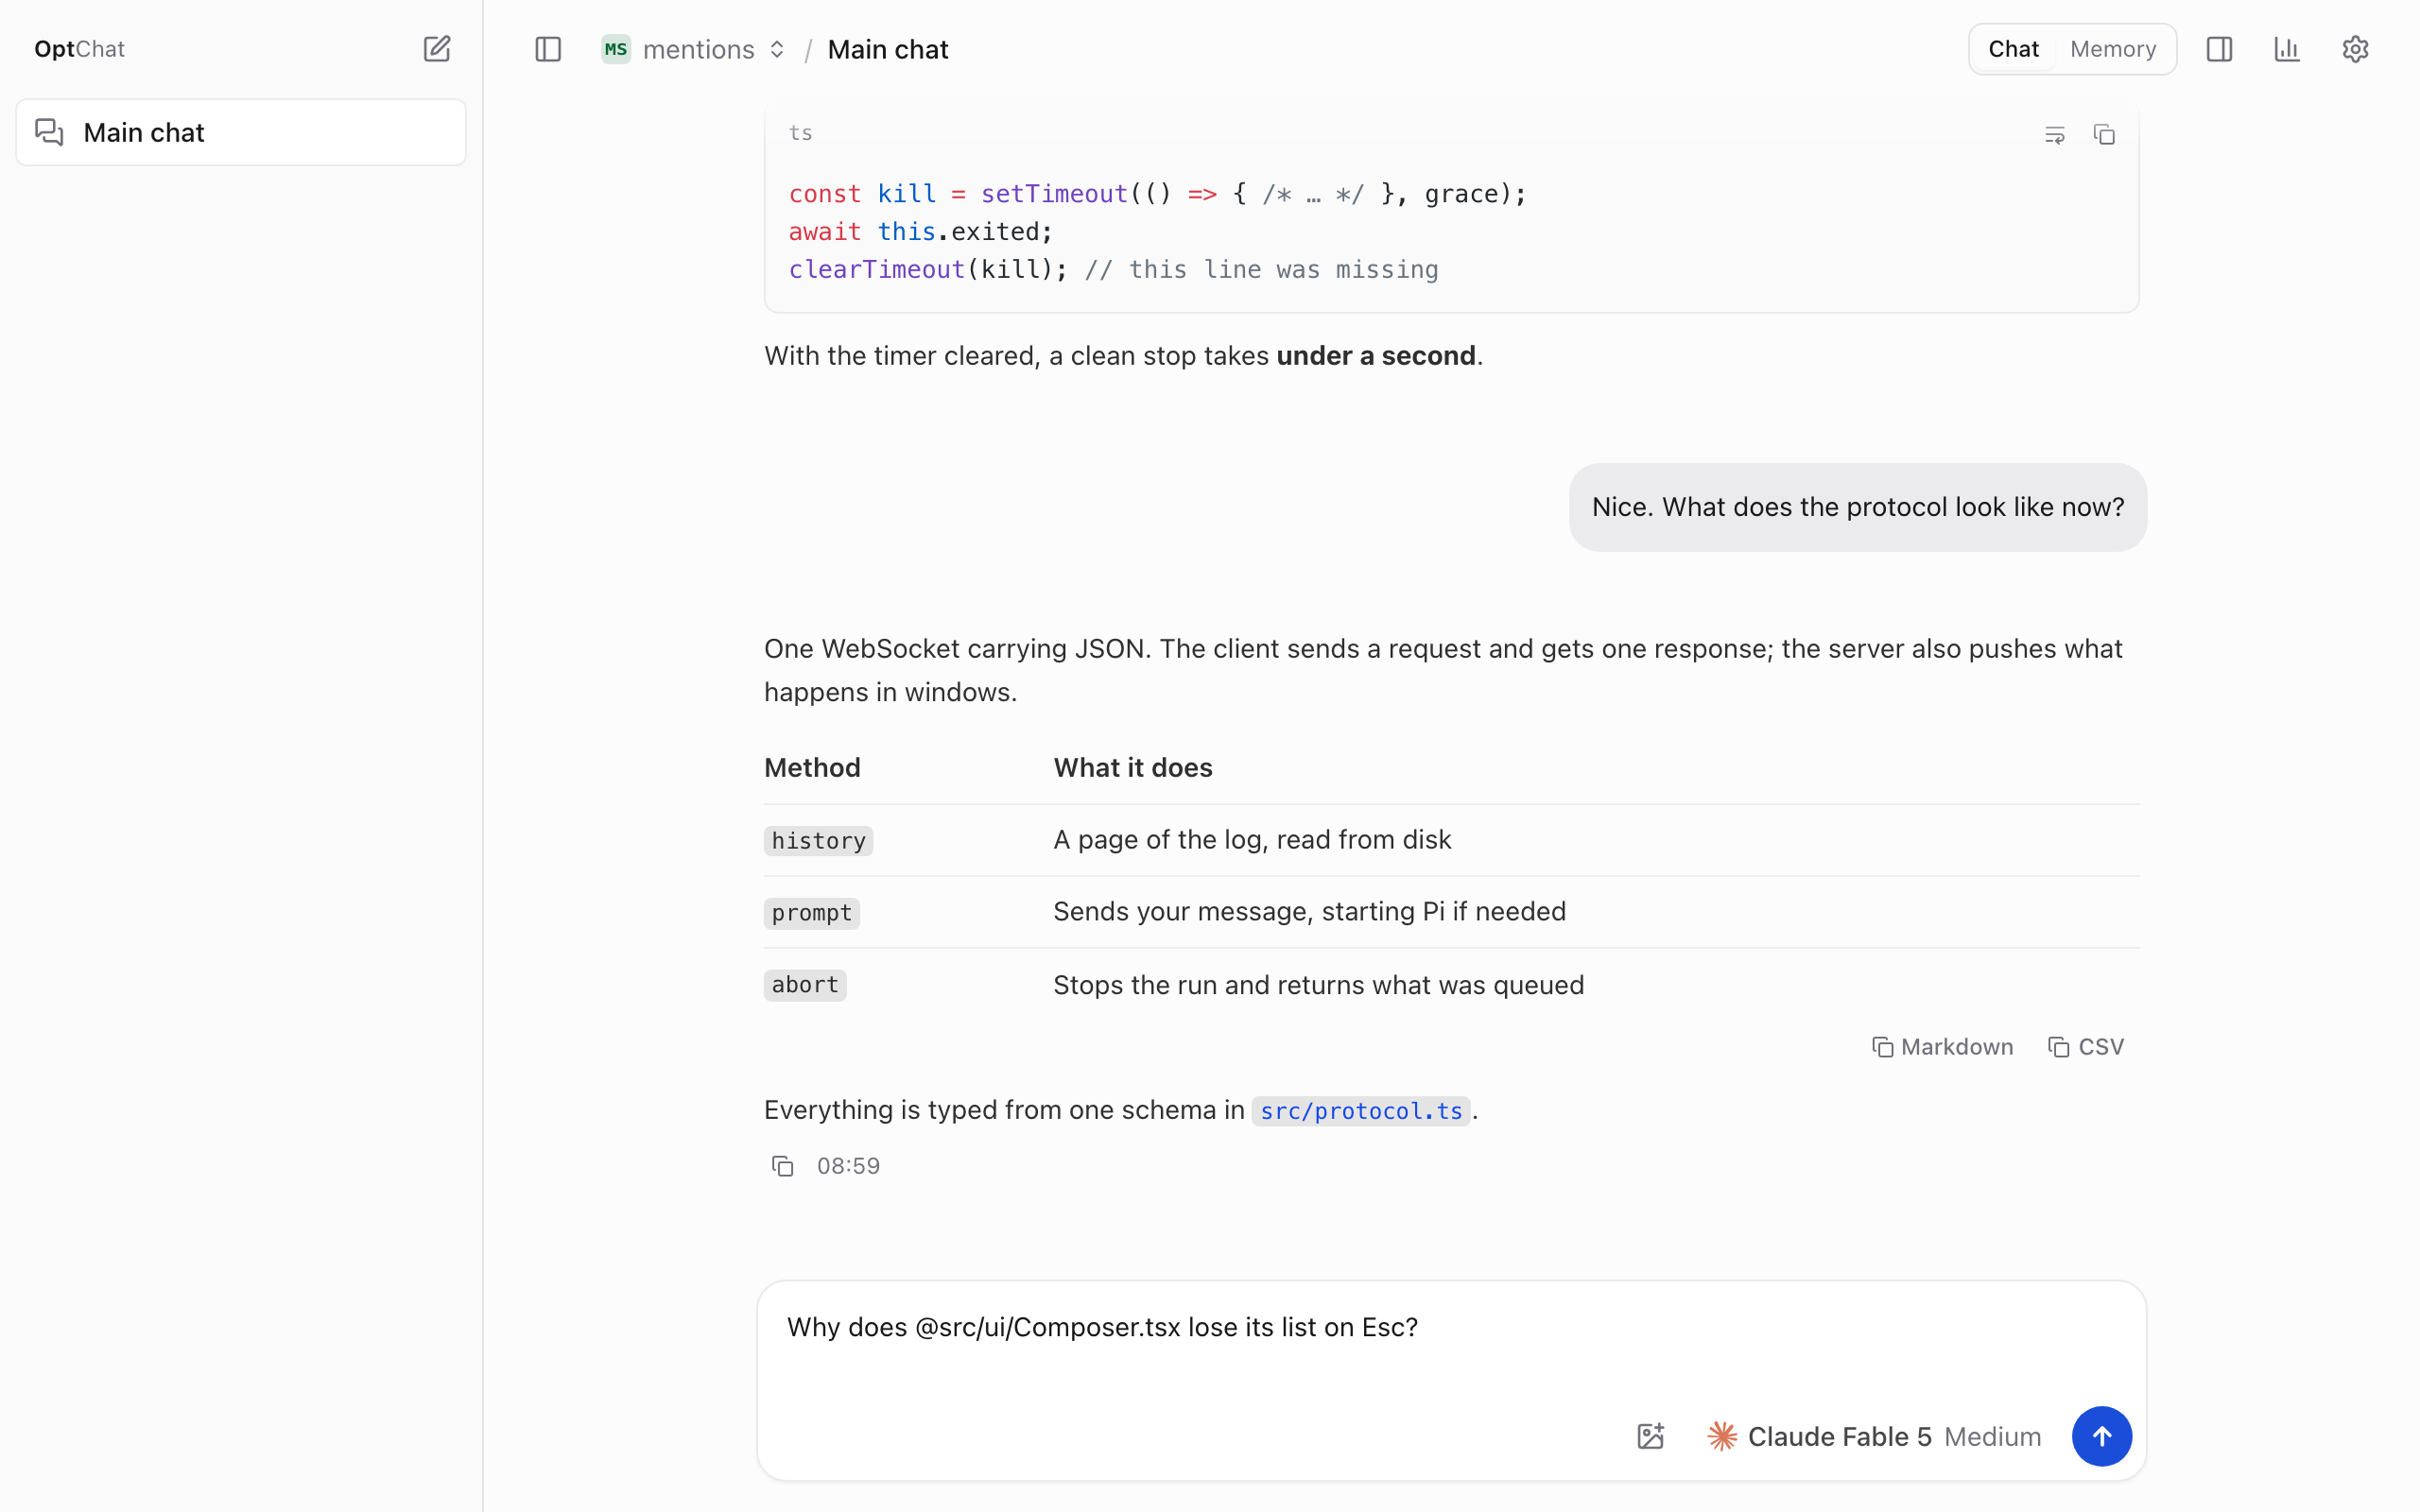 OptChat
MS mentions / Main chat
Chat Memory
Main chat
ts
const kill = setTimeout(() => { /* … */ }, grace);
await this.exited;
clearTimeout(kill); // this line was missing
With the timer cleared, a clean stop takes under a second.
Nice. What does the protocol look like now?
One WebSocket carrying JSON. The client sends a request and gets one response; the server also pushes what
happens in windows.
Method What it does
history A page of the log, read from disk
prompt Sends your message, starting Pi if needed
abort Stops the run and returns what was queued
Markdown CSV
Everything is typed from one schema in src/protocol.ts.
08:59
Why does @src/ui/Composer.tsx lose its list on Esc?
Claude Fable 5 Medium